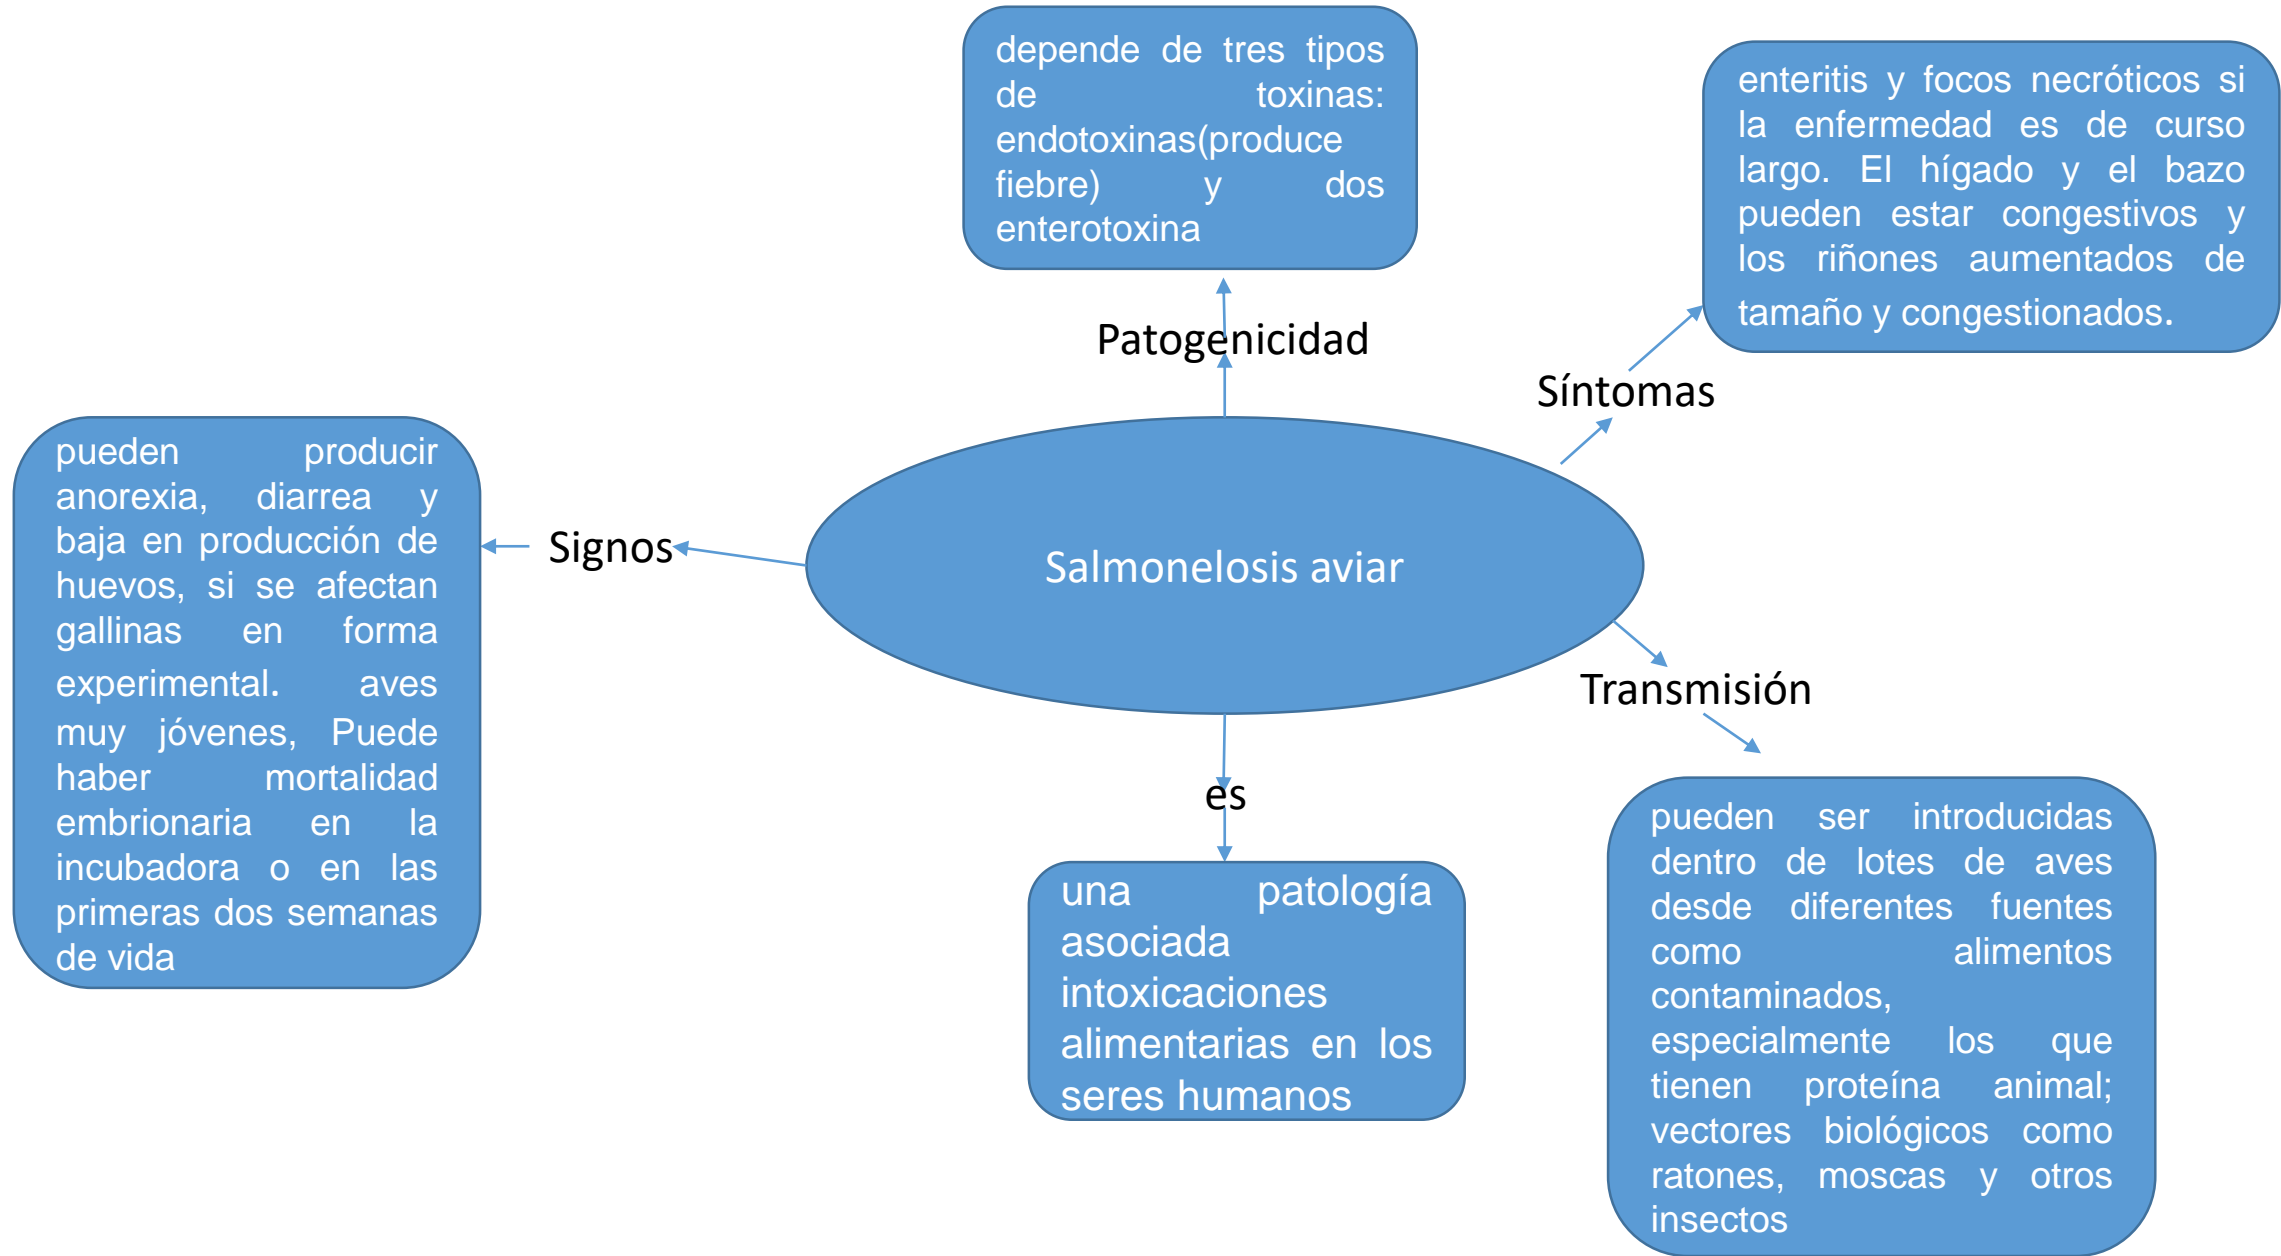 depende de tres tipos
de toxinas:
endotoxinas(produce
fiebre) y dos
enterotoxina
enteritis y focos necróticos si
la enfermedad es de curso
largo. El hígado y el bazo
pueden estar congestivos y
los riñones aumentados de
tamaño y congestionados.
Patogenicidad
Síntomas
pueden producir
anorexia, diarrea y
baja en producción de
huevos, si se afectan
gallinas en forma
experimental. aves
muy jóvenes, Puede
haber mortalidad
embrionaria en la
incubadora o en las
primeras dos semanas
de vida
Signos
Salmonelosis aviar
Transmisión
es
una patología
asociada
intoxicaciones
alimentarias en los
seres humanos
pueden ser introducidas
dentro de lotes de aves
desde diferentes fuentes
como alimentos
contaminados,
especialmente los que
tienen proteína animal;
vectores biológicos como
ratones, moscas y otros
insectos